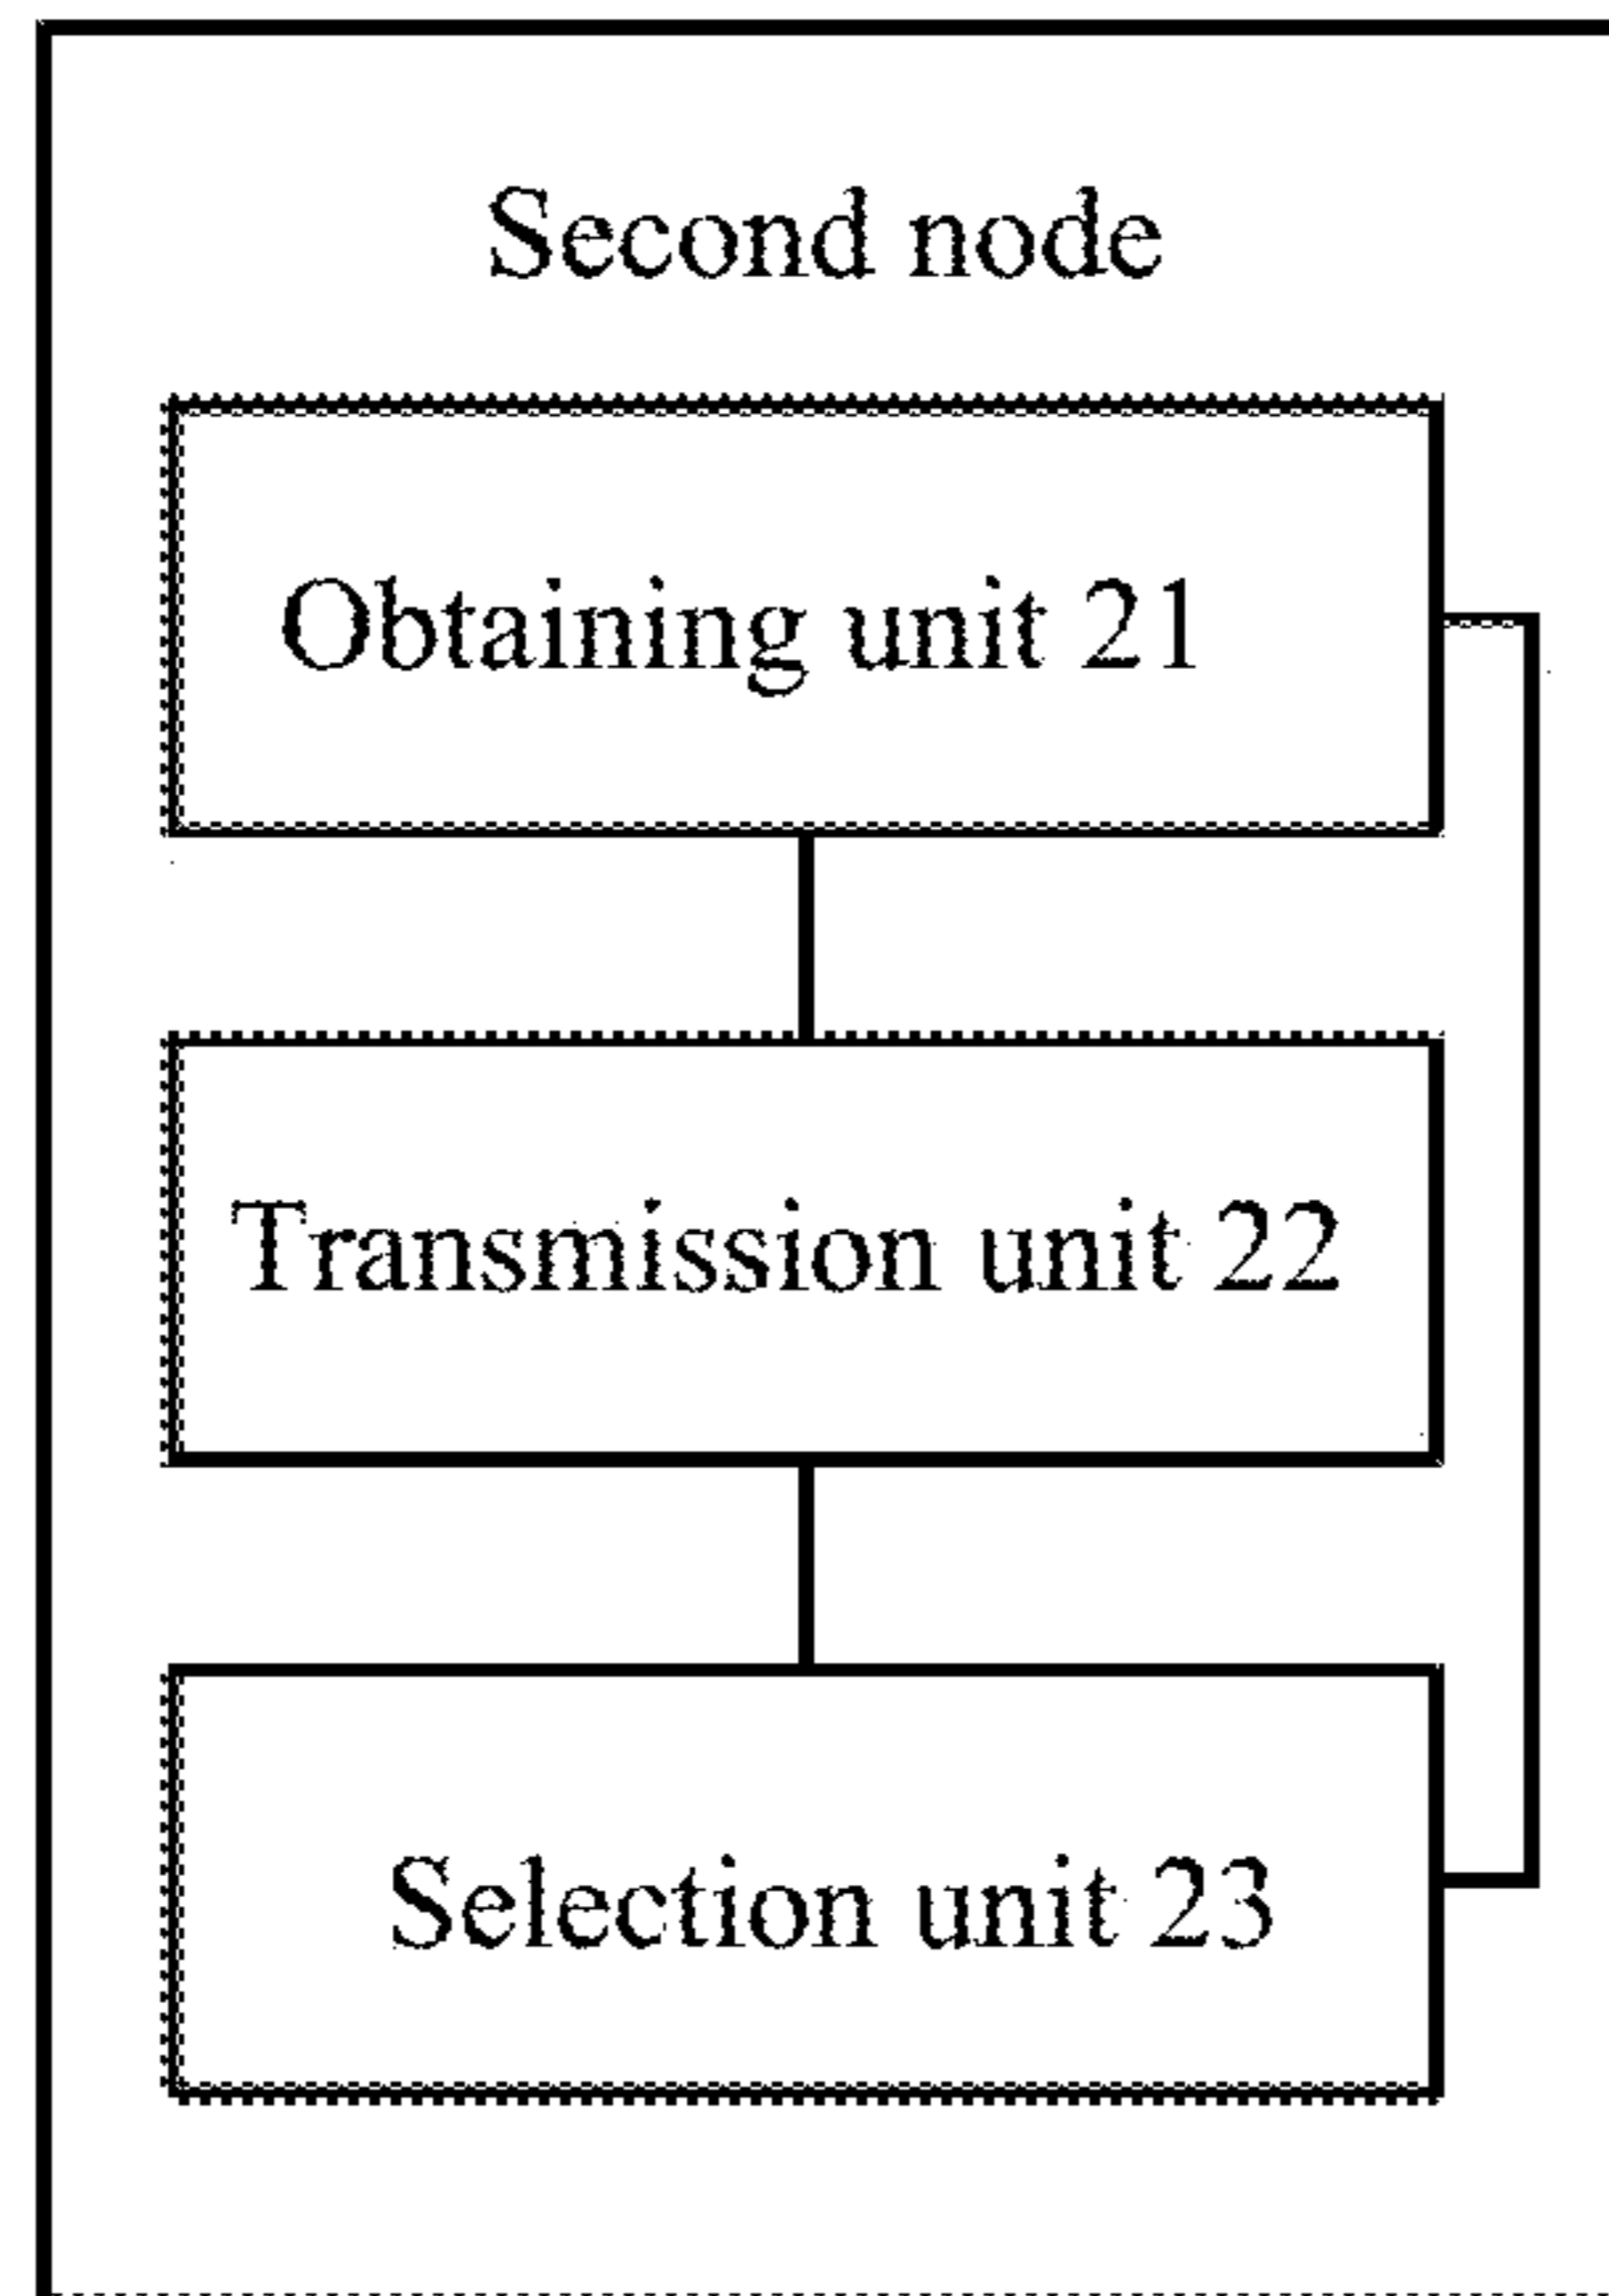 Second node
Obtaining unit 21
Transmission unit 22
Selection unit 23